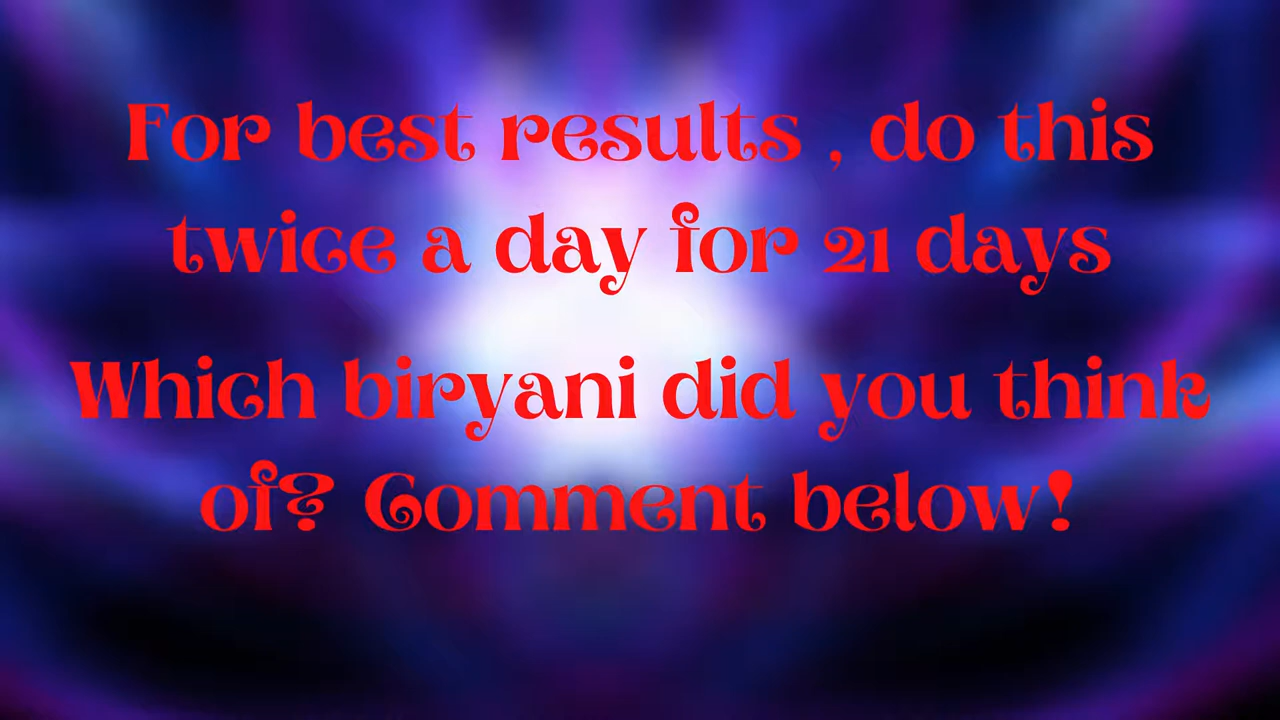 For best results , do this
twice a day for 21 days
Which biryani did you think
of? Comment below!